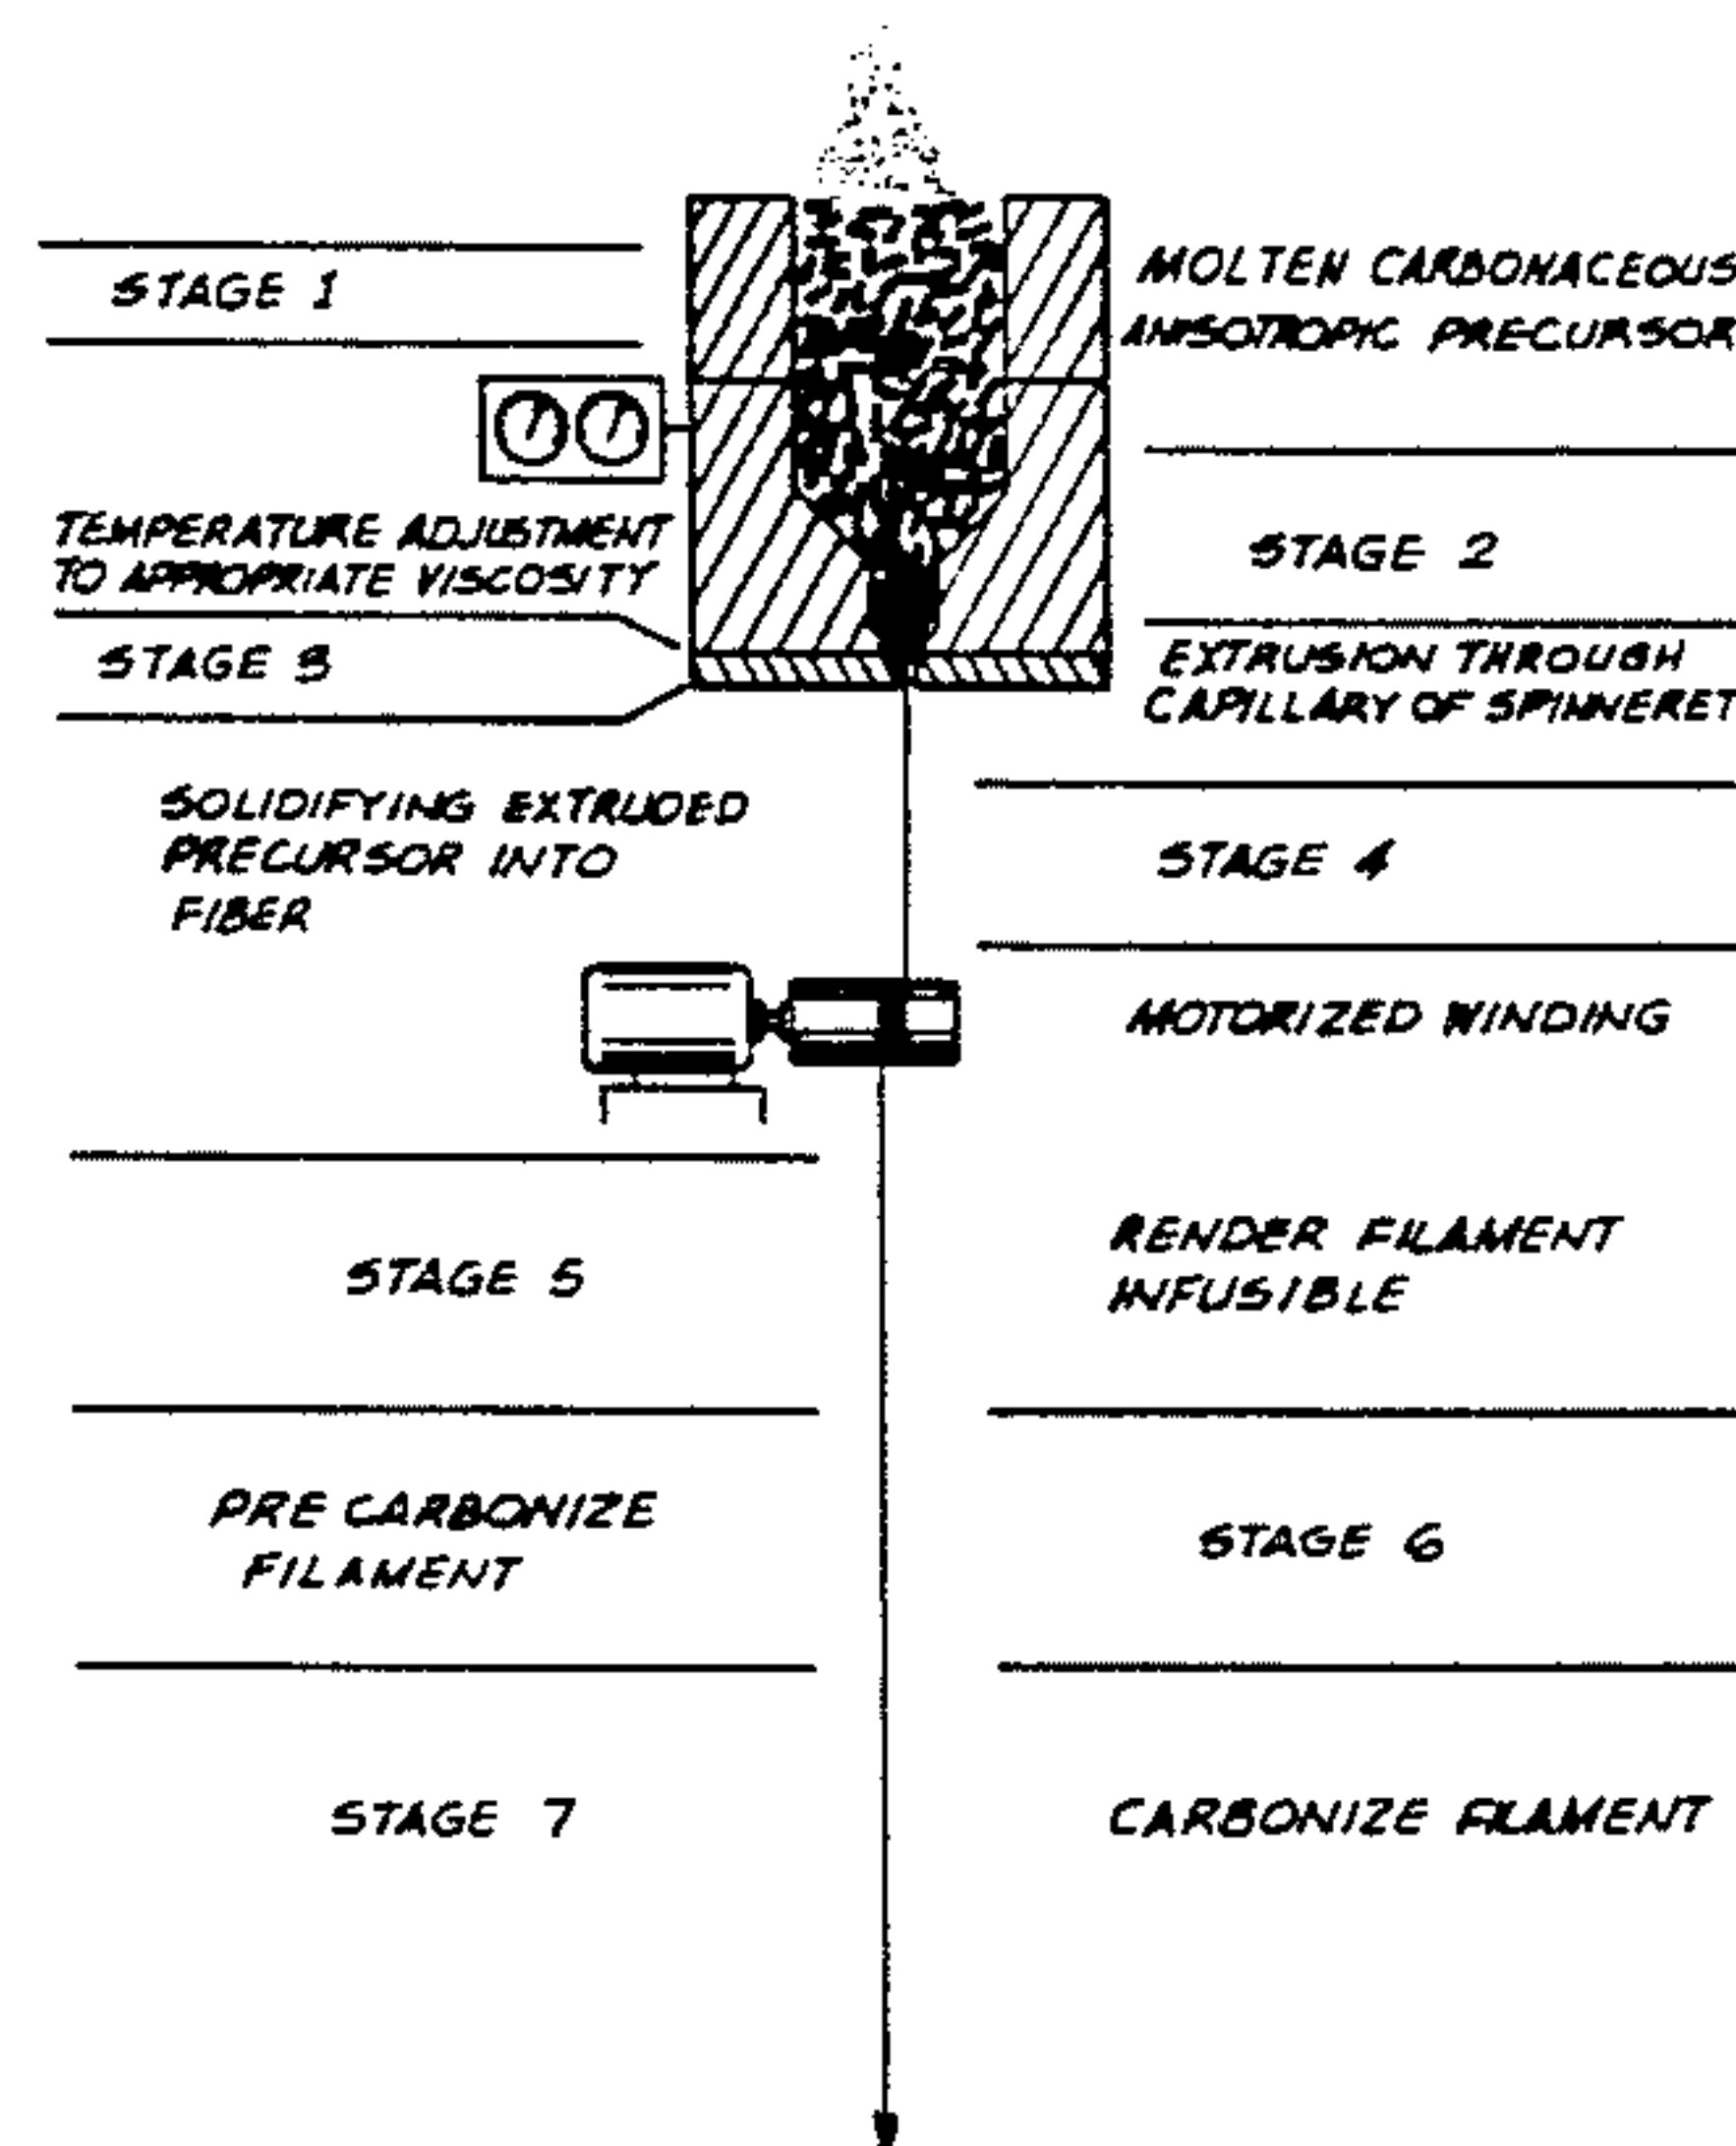 STAGE 1
MOLTEN CARBONACEOUS
ANISOTROPIC PRECURSOR
TEMPERATURE ADJUSTMENT
TO APPROPRIATE VISCOSITY
STAGE 2
STAGE 3
EXTRUSION THROUGH
CAPILLARY OF SPINNERET
SOLIDIFYING EXTRUDED
PRECURSOR INTO
FIBER
STAGE 4
MOTORIZED WINDING
STAGE 5
RENDER FILAMENT
INFUSIBLE
PRE CARBONIZE
FILAMENT
STAGE 6
STAGE 7
CARBONIZE FILAMENT